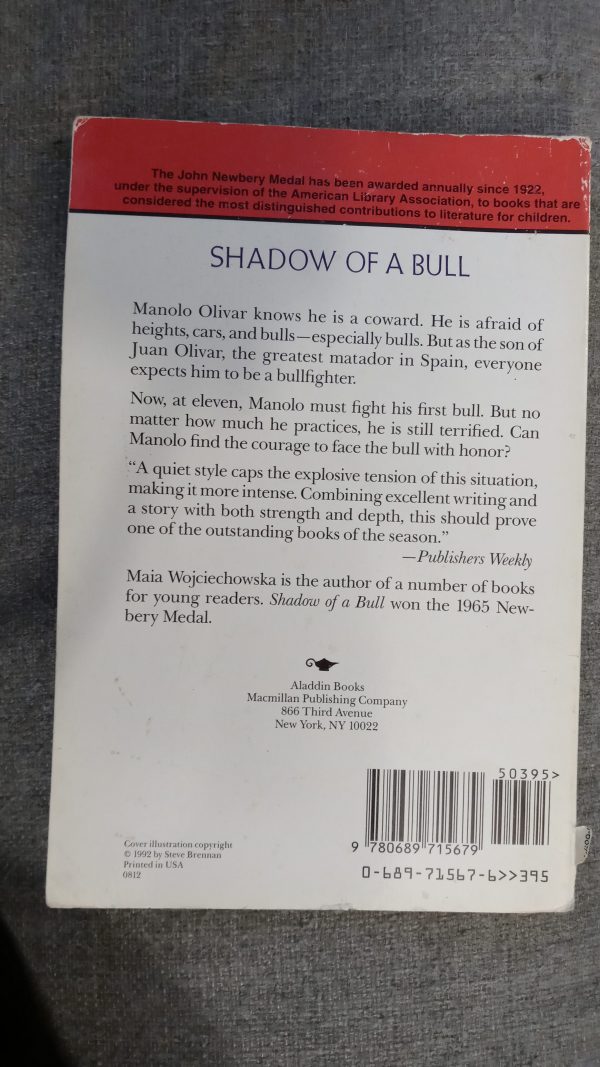 The John Newbery Medal has been awarded annually since 1922,
under the supervision of the American Library Association, to books that are
considered the most distinguished contributions to literature for children.
SHADOW OF A BULL
Manolo Olivar knows he is a coward. He is afraid of
heights, cars, and bulls—especially bulls. But as the son of
Juan Olivar, the greatest matador in Spain, everyone
expects him to be a bullfighter.
Now, at eleven, Manolo must fight his first bull. But no
matter how much he practices, he is still terrified. Can
Manolo find the courage to face the bull with honor?
“A quiet style caps the explosive tension of this situation,
making it more intense. Combining excellent writing and
a story with both strength and depth, this should prove
one of the outstanding books of the season.”
—Publishers Weekly
Maia Wojciechowska is the author of a number of books
for young readers. Shadow of a Bull won the 1965 New-
bery Medal.
Aladdin Books
Macmillan Publishing Company
866 Third Avenue
New York, NY 10022
50395>
9 780689 715679
0-689-71567-6>>395
Cover illustration copyright
© 1992 by Steve Brennan
Printed in USA
0812